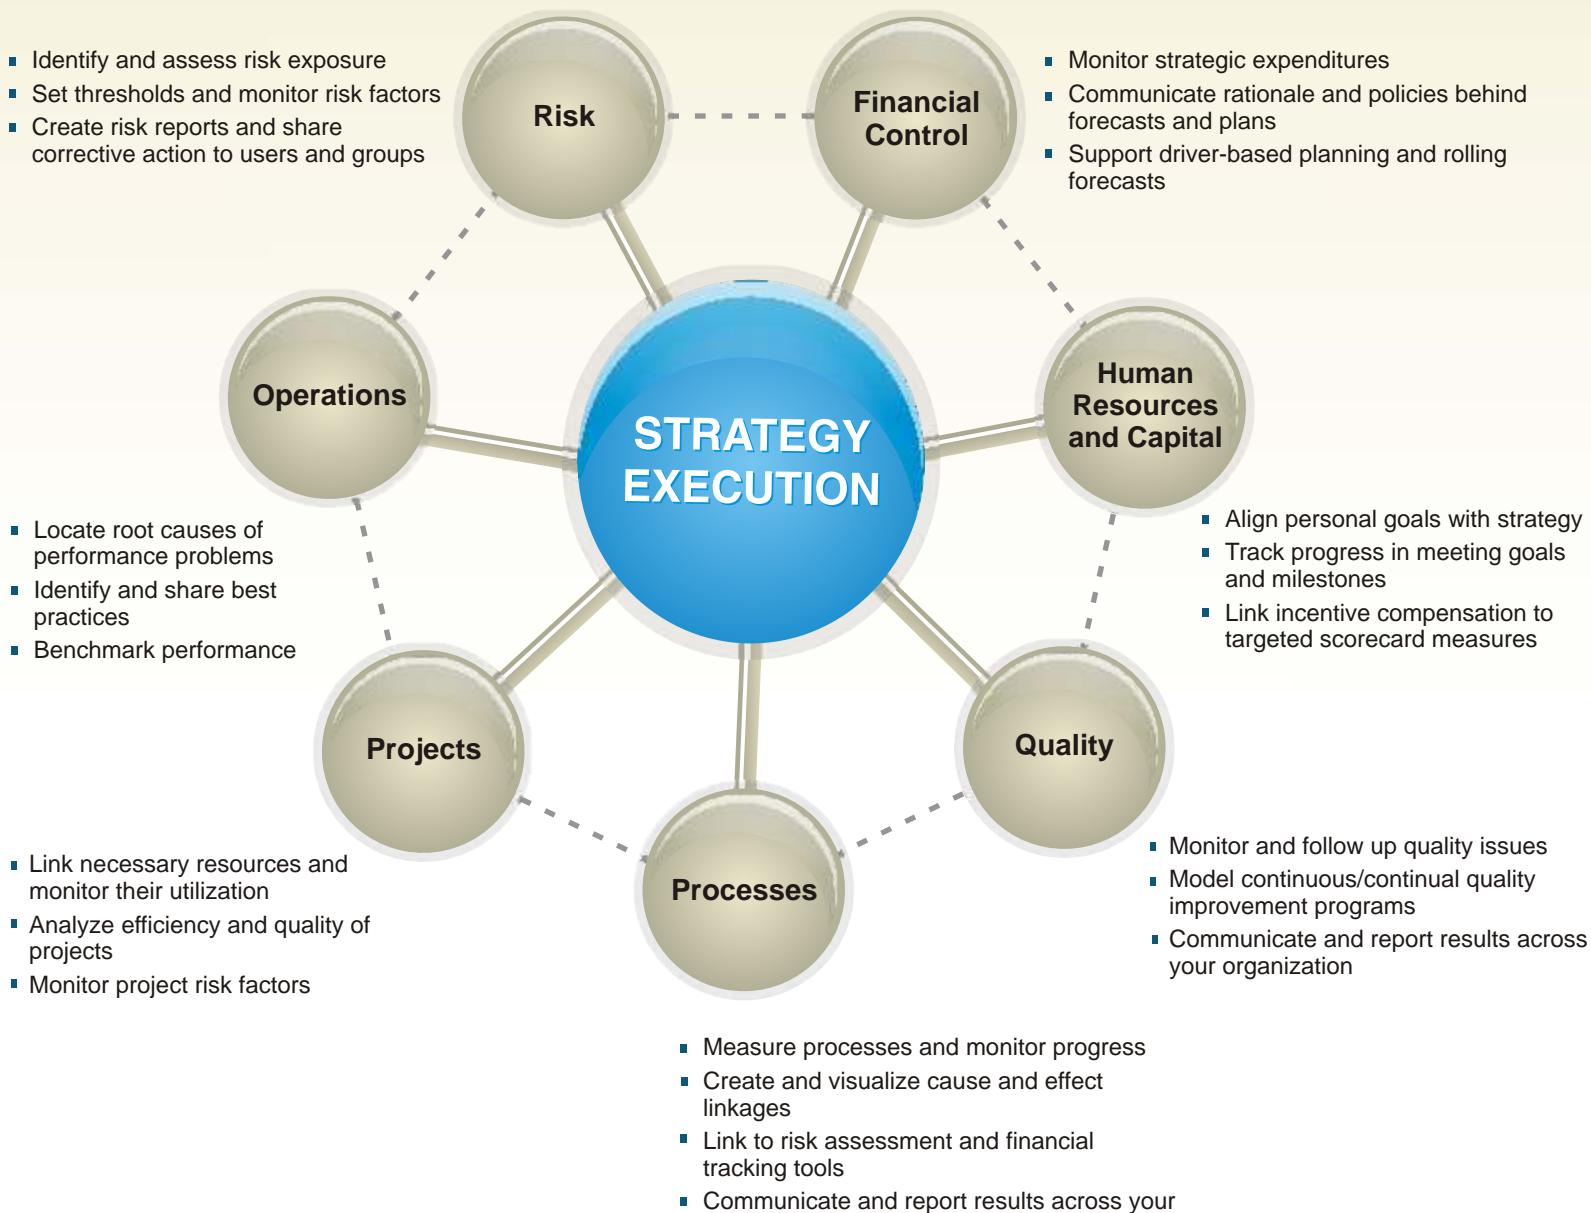 Identify and assess risk exposure
Set thresholds and monitor risk factors
Create risk reports and share
corrective action to users and groups
Risk
Financial
Control
Monitor strategic expenditures
Communicate rationale and policies behind
forecasts and plans
Support driver-based planning and rolling
forecasts
Operations
STRATEGY
EXECUTION
Human
Resources
and Capital
Locate root causes of
performance problems
Identify and share best
practices
Benchmark performance
Align personal goals with strategy
Track progress in meeting goals
and milestones
Link incentive compensation to
targeted scorecard measures
Projects
Quality
Link necessary resources and
monitor their utilization
Analyze efficiency and quality of
projects
Monitor project risk factors
Processes
Monitor and follow up quality issues
Model continuous/continual quality
improvement programs
Communicate and report results across
your organization
Measure processes and monitor progress
Create and visualize cause and effect
linkages
Link to risk assessment and financial
tracking tools
Communicate and report results across your